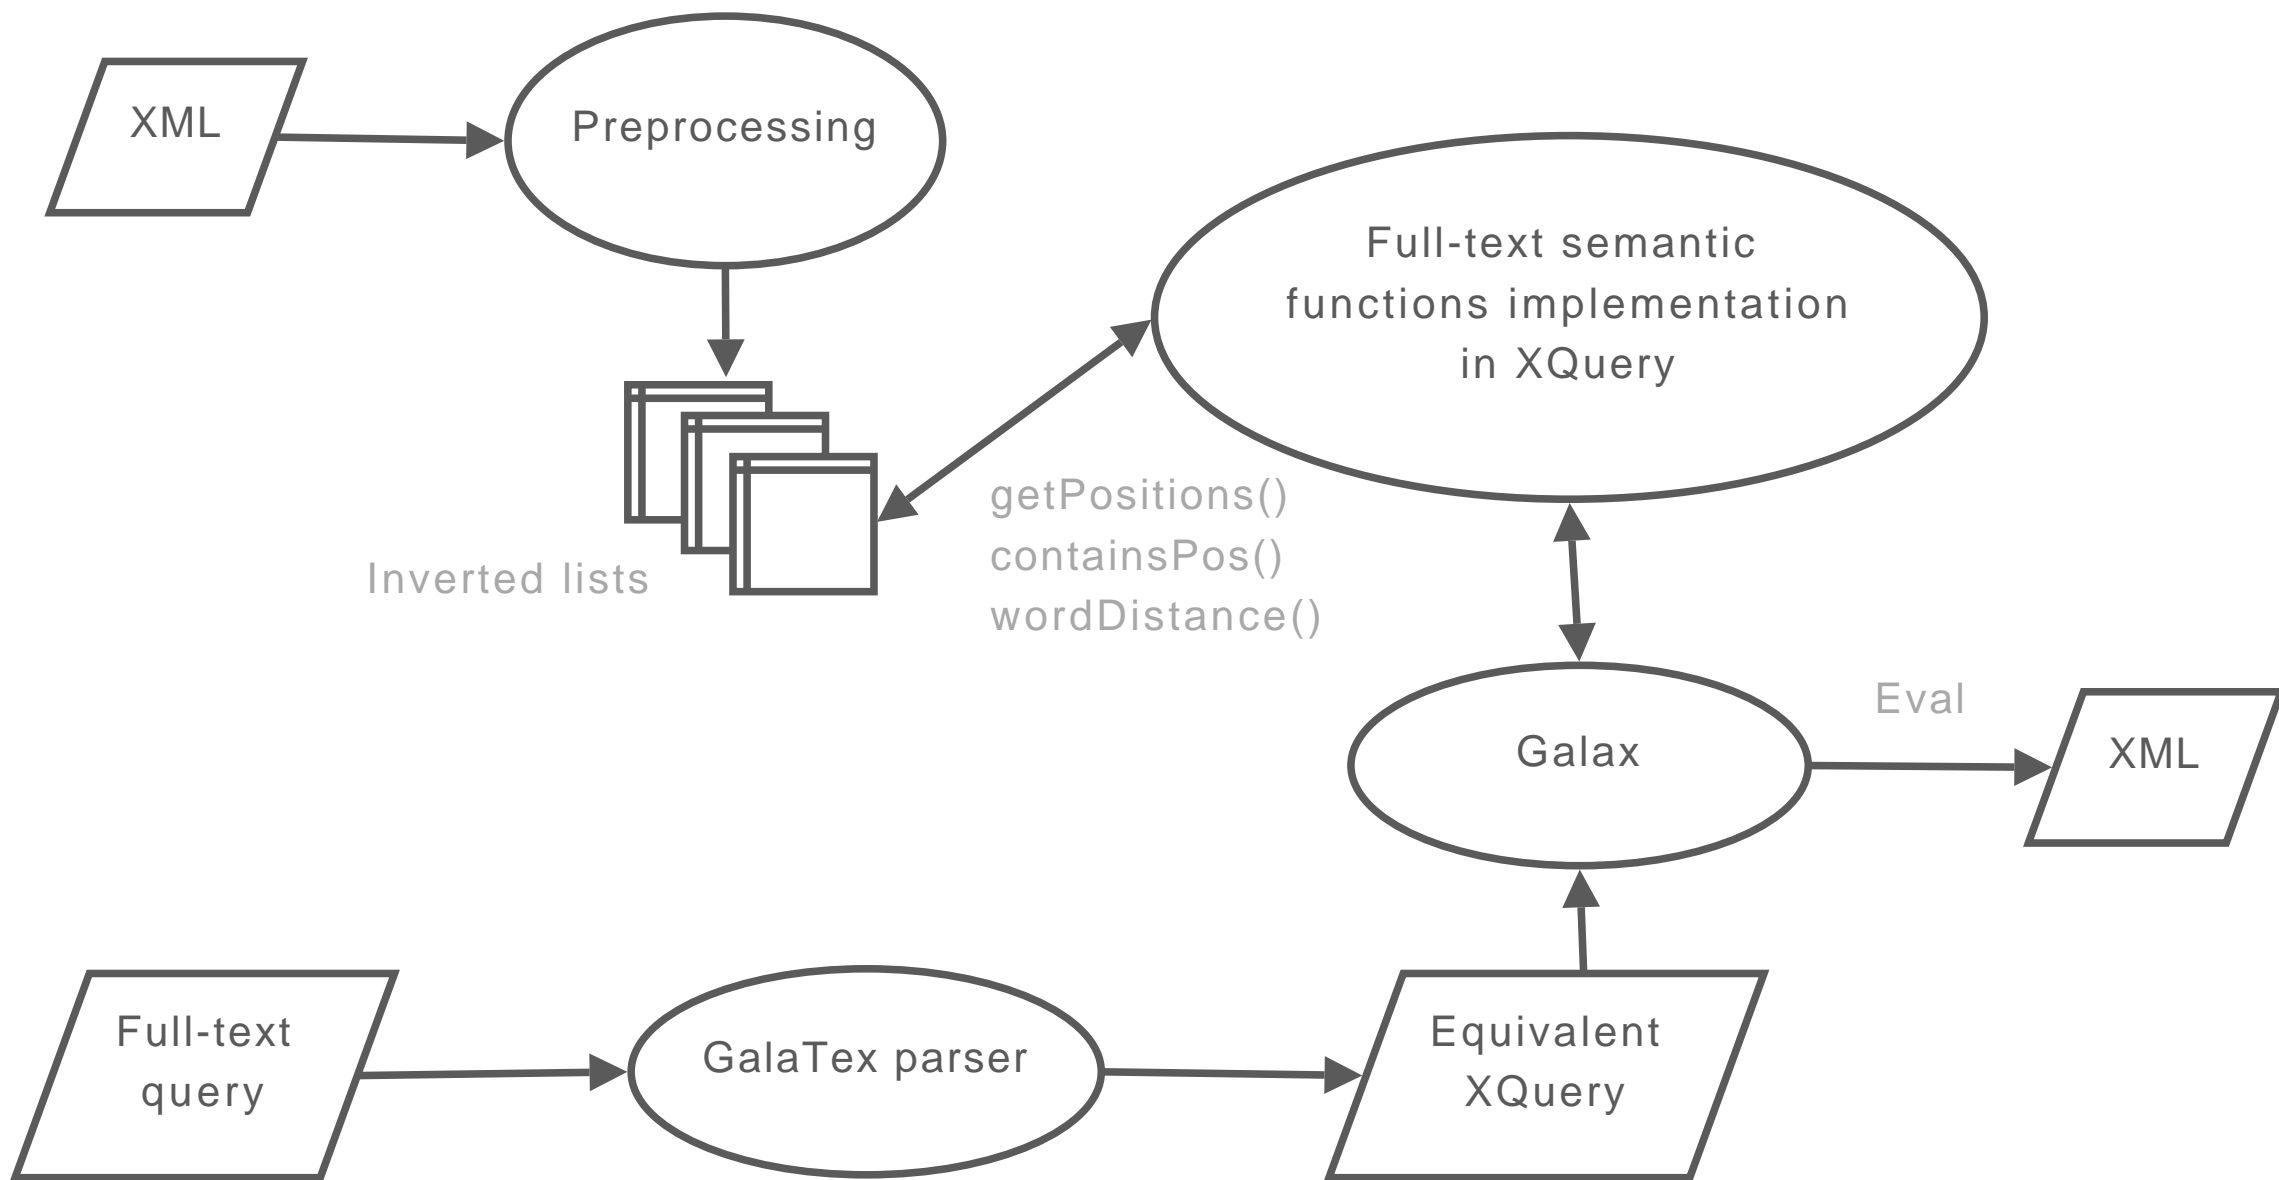 XML
Preprocessing
Full-text semantic
functions implementation
in XQuery
getPositions()
containsPos()
wordDistance()
Inverted lists
Eval
Galax
XML
Full-text
query
GalaTex parser
Equivalent
XQuery